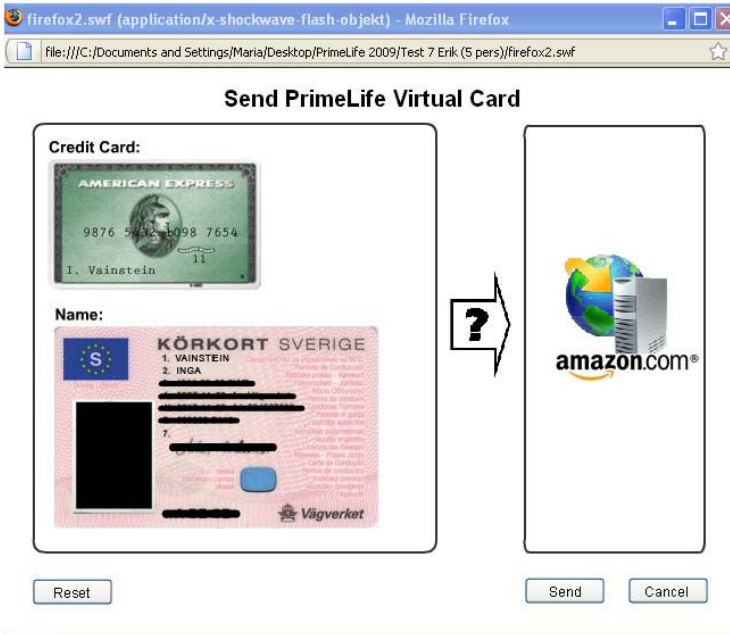 firefox2.swf (application/x-shockwave-flash-objekt) - Mozilla Firefox
file:///C:/Documents and Settings/Maria/Desktop/PrimeLife 2009/Test 7 Erik (5 pers)/firefox2.swf
Send PrimeLife Virtual Card
Credit Card:
AMERICAN EXPRESS
9876 5432 1098 7654
11
I. Vainstein
Name:
S
KÖRKORT SVERIGE
1. VAINSTEIN
2. INGA
7.
Vägverket
?
amazon.com®
Reset
Send
Cancel